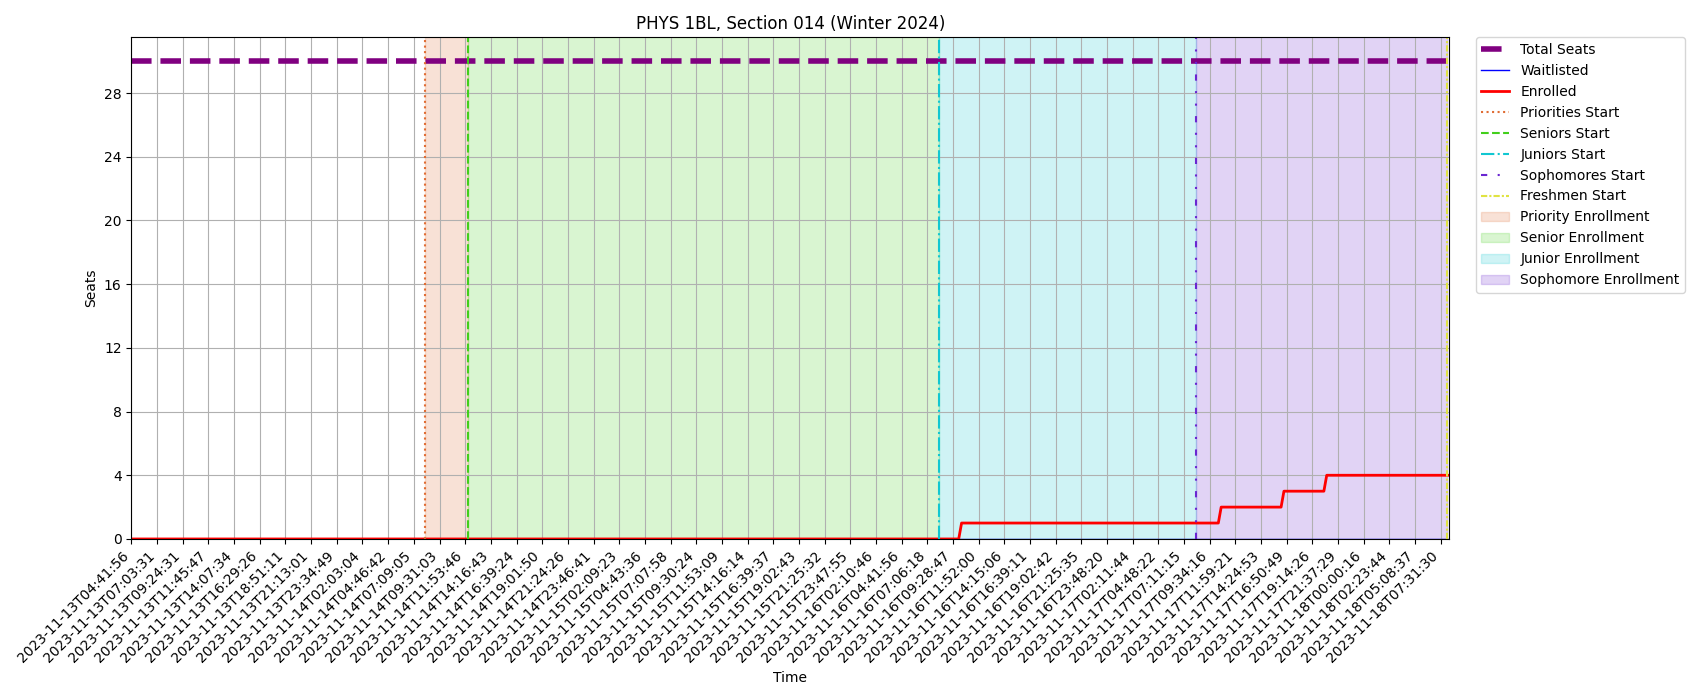 PHYS 1BL, Section 014 (Winter 2024)
Total Seats
Waitlisted
Enrolled
Priorities Start
Seniors Start
Juniors Start
Sophomores Start
Freshmen Start
Priority Enrollment
Senior Enrollment
Junior Enrollment
Sophomore Enrollment
Seats
28
24
20
16
12
8
4
0
2023-11-13T04:41:56
2023-11-13T07:03:31
2023-11-13T09:24:31
2023-11-13T11:45:47
2023-11-13T14:07:34
2023-11-13T16:29:26
2023-11-13T18:51:11
2023-11-13T21:13:01
2023-11-13T23:34:49
2023-11-14T02:03:04
2023-11-14T04:46:42
2023-11-14T07:09:05
2023-11-14T09:31:03
2023-11-14T11:53:46
2023-11-14T14:16:43
2023-11-14T16:39:24
2023-11-14T19:01:50
2023-11-14T21:24:26
2023-11-14T23:46:41
2023-11-15T02:09:23
2023-11-15T04:43:36
2023-11-15T07:07:58
2023-11-15T09:30:24
2023-11-15T11:53:09
2023-11-15T14:16:14
2023-11-15T16:39:37
2023-11-15T19:02:43
2023-11-15T21:25:32
2023-11-15T23:47:55
2023-11-16T02:10:46
2023-11-16T04:41:56
2023-11-16T07:06:18
2023-11-16T09:28:47
2023-11-16T11:52:00
2023-11-16T14:15:06
2023-11-16T16:39:11
2023-11-16T19:02:42
2023-11-16T21:25:35
2023-11-16T23:48:20
2023-11-17T02:11:44
2023-11-17T04:48:22
2023-11-17T07:11:15
2023-11-17T09:34:16
2023-11-17T11:59:21
2023-11-17T14:24:53
2023-11-17T16:50:49
2023-11-17T19:14:26
2023-11-17T21:37:29
2023-11-18T00:00:16
2023-11-18T02:23:44
2023-11-18T05:08:37
2023-11-18T07:31:30
Time